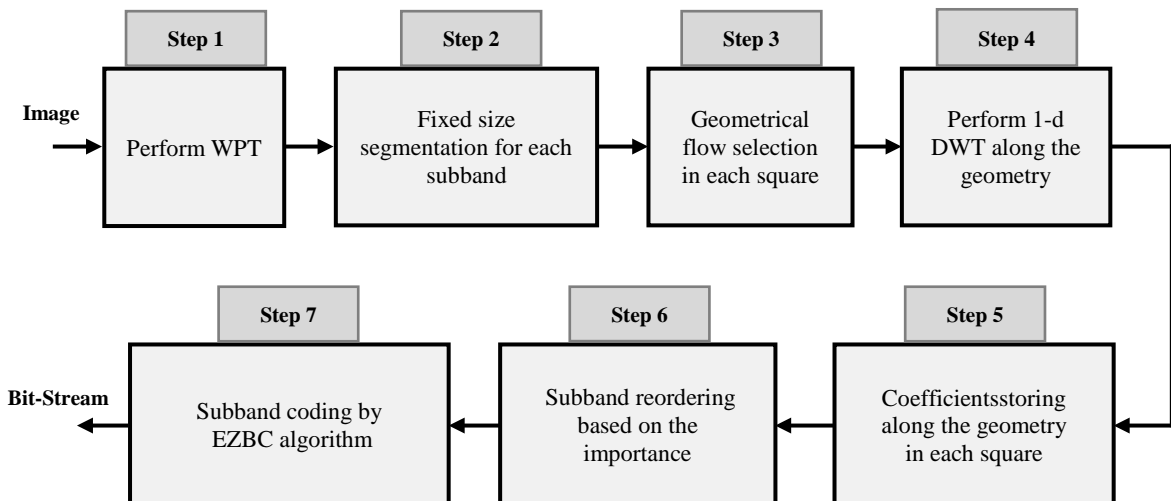 Step 1
Step 2
Step 3
Step 4
Image
Perform WPT
Fixed size
segmentation for each
subband
Geometrical
flow selection
in each square
Perform 1-d
DWT along the
geometry
Step 7
Step 6
Step 5
Bit-Stream
Subband coding by
EZBC algorithm
Subband reordering
based on the
importance
Coefficientsstoring
along the geometry
in each square